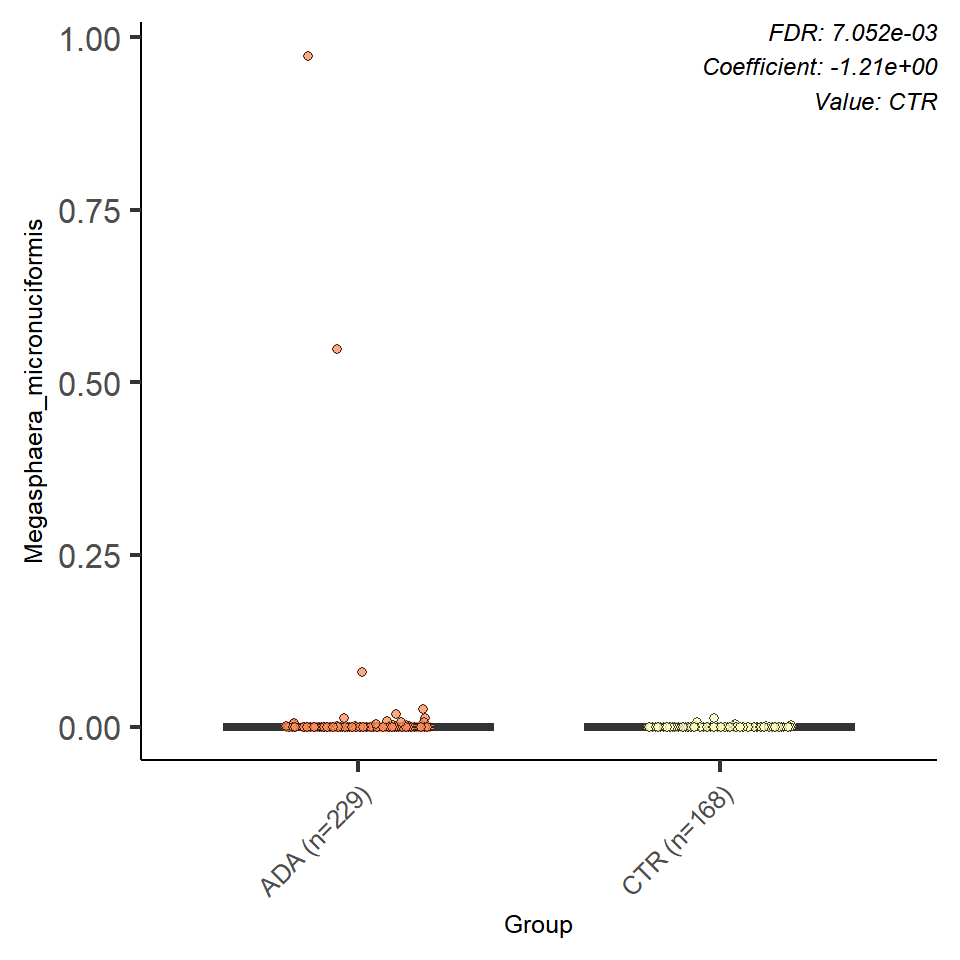 FDR: 7.052e-03
Coefficient: -1.21e+00
Value: CTR
1.00
0.75
0.50
0.25
0.00
Megasphaera_micronuciformis
ADA (n=229)
CTR (n=168)
Group